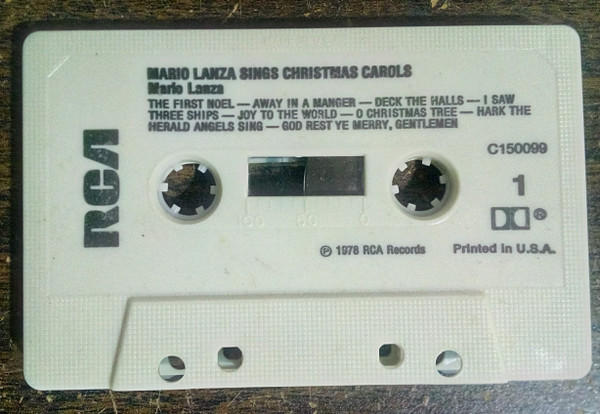 MARIO LANZA SINGS CHRISTMAS CAROLS
Mario Lanza
THE FIRST NOEL — AWAY IN A MANGER — DECK THE HALLS — I SAW
THREE SHIPS — JOY TO THE WORLD — O CHRISTMAS TREE — HARK THE
HERALD ANGELS SING — GOD REST YE MERRY, GENTLEMEN
RCA
C150099
1
®
℗ 1978 RCA Records
Printed in U.S.A.